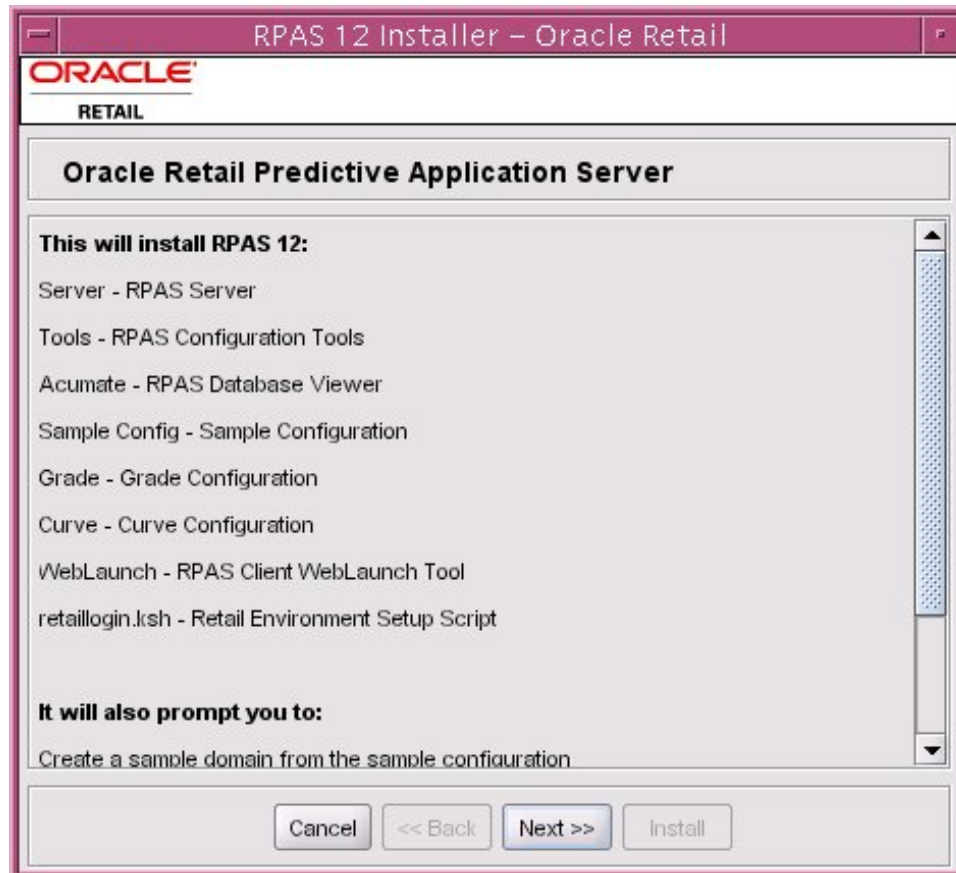 RPAS 12 Installer – Oracle Retail
ORACLE'
RETAIL
Oracle Retail Predictive Application Server
This will install RPAS 12:
Server - RPAS Server
Tools - RPAS Configuration Tools
Acumate - RPAS Database Viewer
Sample Config - Sample Configuration
Grade - Grade Configuration
Curve - Curve Configuration
WebLaunch - RPAS Client WebLaunch Tool
retaillogin.ksh - Retail Environment Setup Script
It will also prompt you to:
Create a sample domain from the sample configuration
Cancel << Back Next >> Install